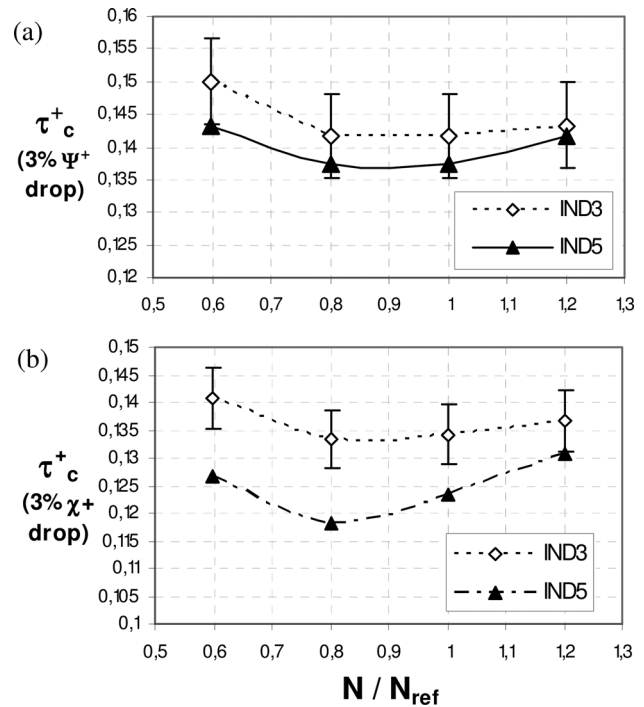 (a)
τ⁺c
(3% Ψ⁺
drop)
0,16
0,155
0,15
0,145
0,14
0,135
0,13
0,125
0,12
0,5 0,6 0,7 0,8 0,9 1 1,1 1,2 1,3
IND3
IND5
(b)
τ⁺c
(3% χ+
drop)
0,15
0,145
0,14
0,135
0,13
0,125
0,12
0,115
0,11
0,105
0,1
0,5 0,6 0,7 0,8 0,9 1 1,1 1,2 1,3
IND3
IND5
N / Nref